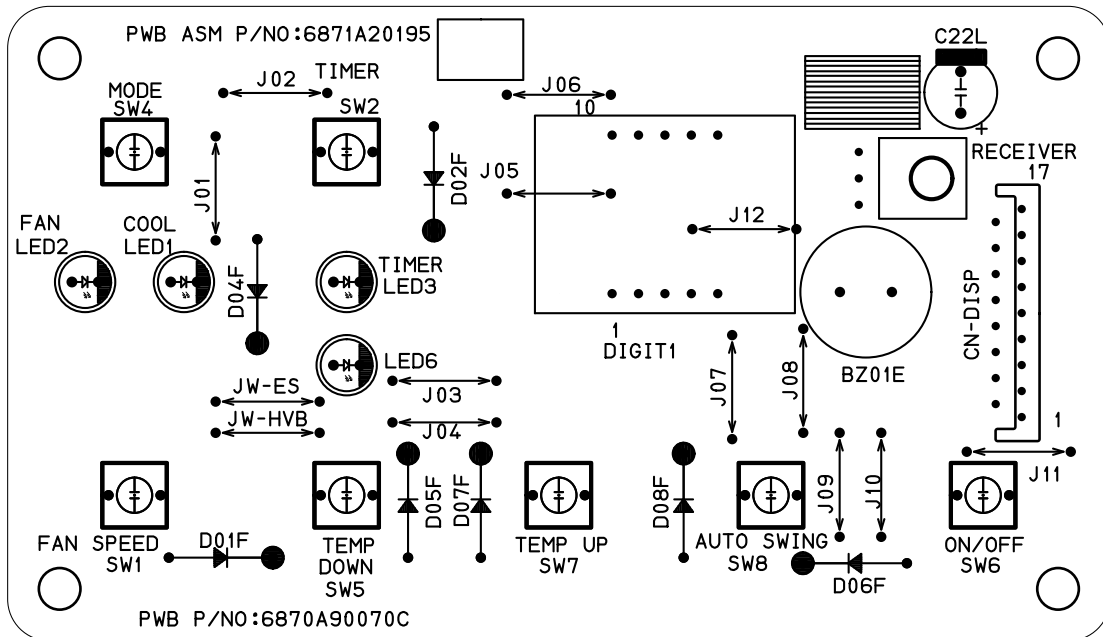 PWB ASM P/NO:6871A20195
C22L
+
MODE
SW4
J02
TIMER
SW2
J06
10
RECEIVER
17
J01
D02F
J05
J12
FAN
LED2
COOL
LED1
D04F
TIMER
LED3
CN-DISP
1
DIGIT1
LED6
BZ01E
J07
J08
JW-ES
J03
JW-HVB
J04
1
J11
D05F
D07F
D08F
J09
J10
FAN SPEED
SW1
D01F
TEMP
DOWN
SW5
TEMP UP
SW7
AUTO SWING
SW8
D06F
ON/OFF
SW6
PWB P/NO:6870A90070C